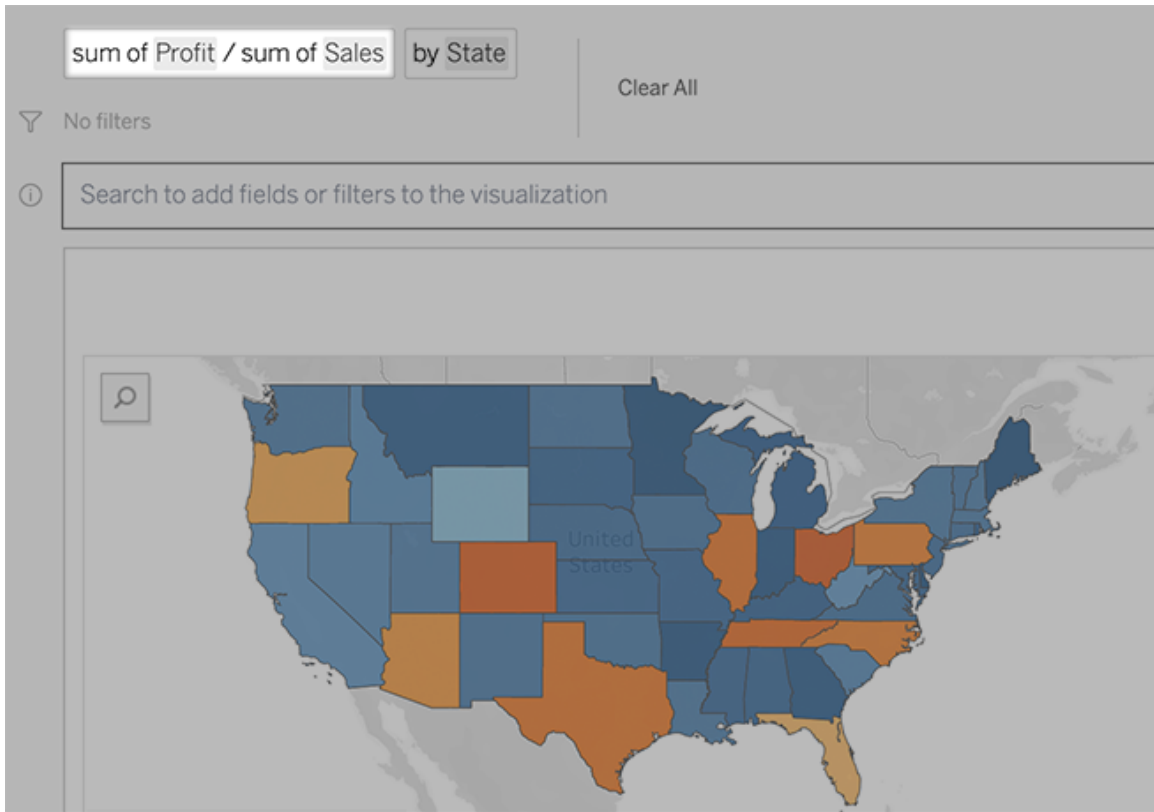 sum of Profit / sum of Sales by State
Clear All
No filters
Search to add fields or filters to the visualization
United
States